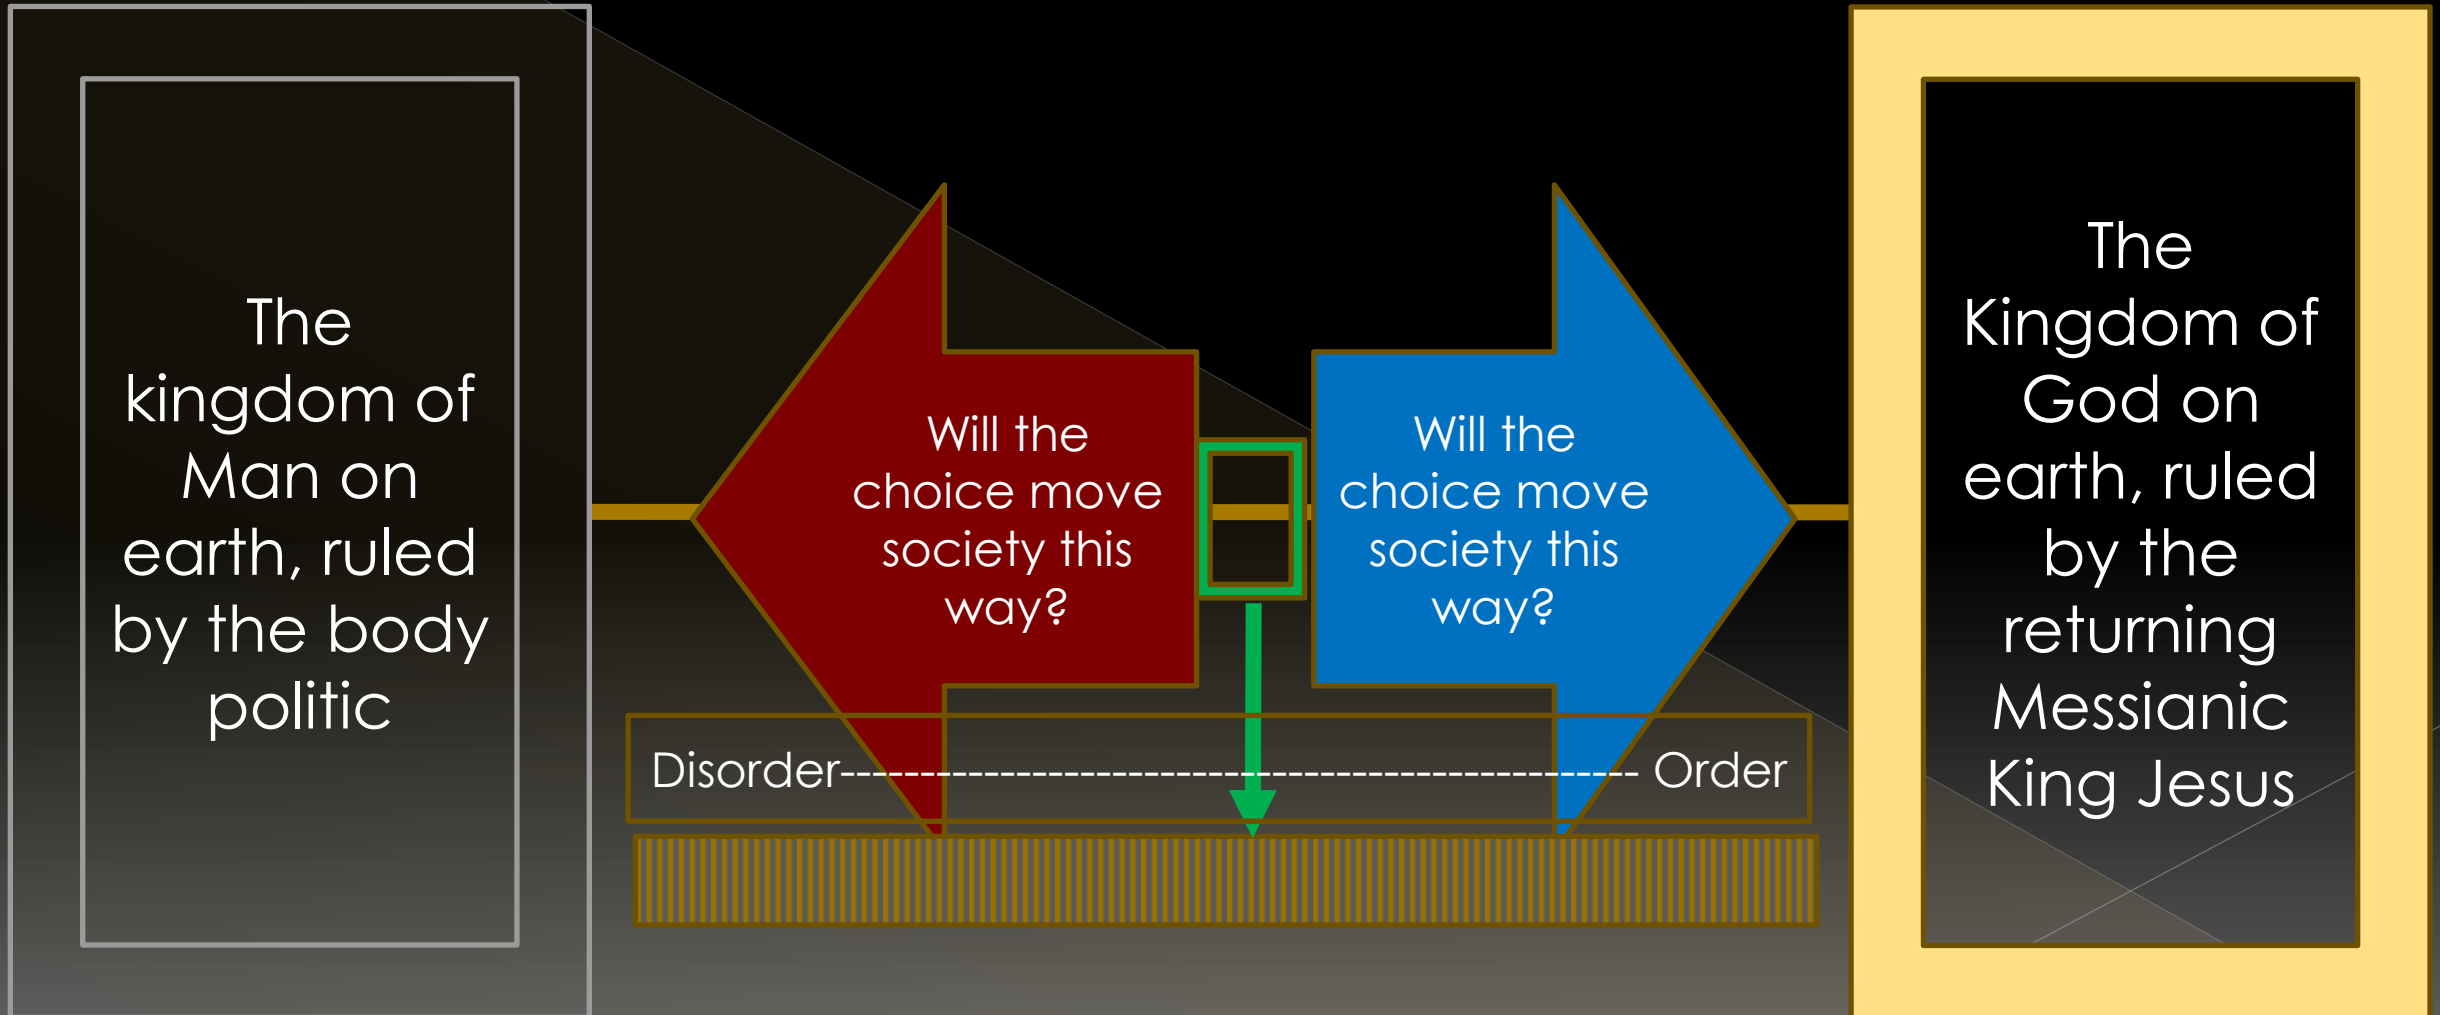 The
kingdom of
Man on
earth, ruled
by the body
politic
Will the
choice move
society this
way?
Will the
choice move
society this
way?
Disorder-------------------------------------------------- Order
The
Kingdom of
God on
earth, ruled
by the
returning
Messianic
King Jesus